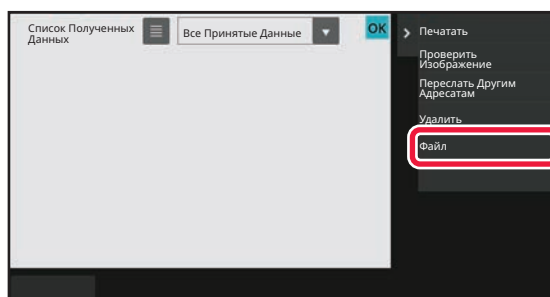 Список Полученных
Данных
Все Принятые Данные
OK
Печатать
Проверить
Изображение
Переслать Другим
Адресатам
Удалить
Файл